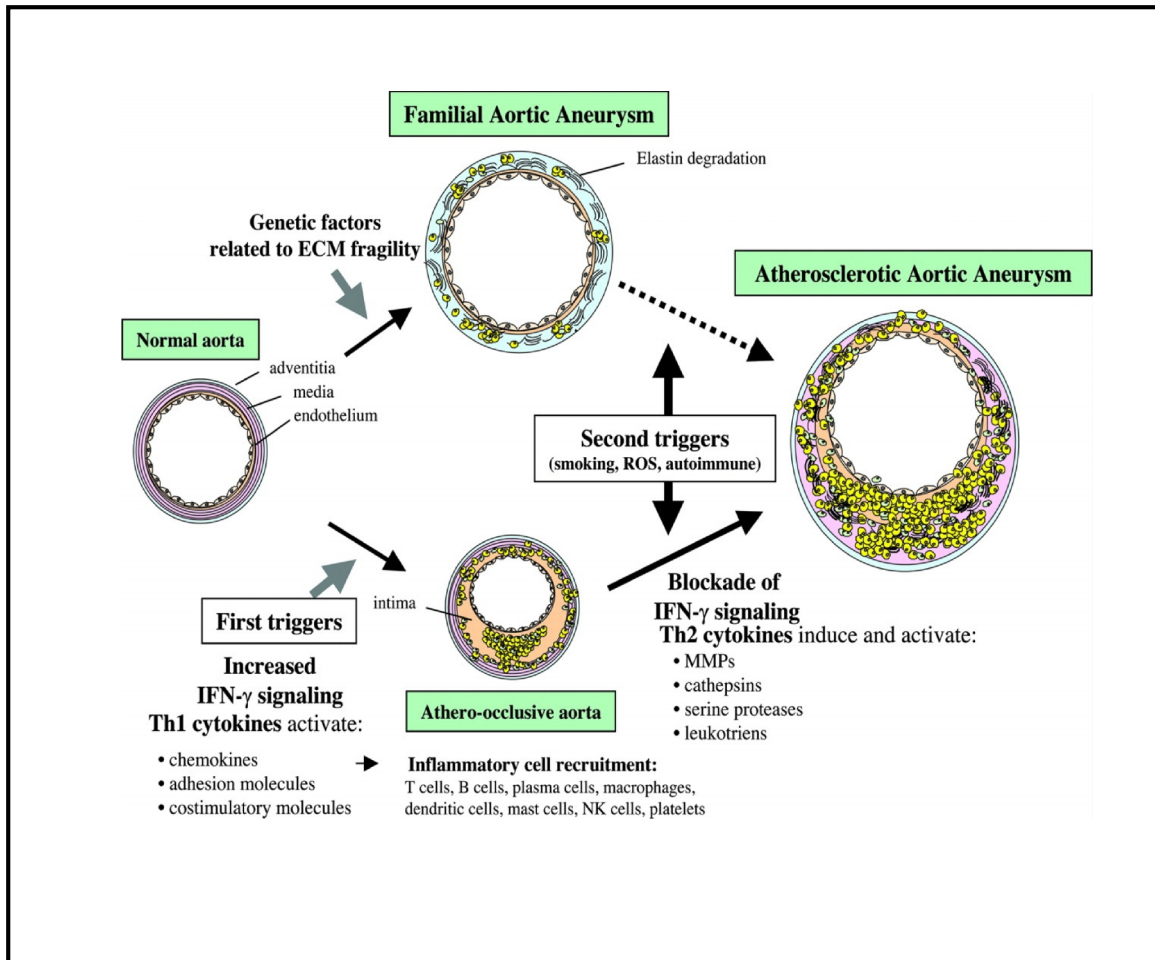 Familial Aortic Aneurysm
Elastin degradation
Genetic factors
related to ECM fragility
Atherosclerotic Aortic Aneurysm
Normal aorta
adventitia
media
endothelium
Second triggers
(smoking, ROS, autoimmune)
intima
First triggers
Increased
IFN-γ signaling
Th1 cytokines activate:
• chemokines
• adhesion molecules
• costimulatory molecules
Athero-occlusive aorta
Inflammatory cell recruitment:
T cells, B cells, plasma cells, macrophages,
dendritic cells, mast cells, NK cells, platelets
Blockade of
IFN-γ signaling
Th2 cytokines induce and activate:
• MMPs
• cathepsins
• serine proteases
• leukotriens